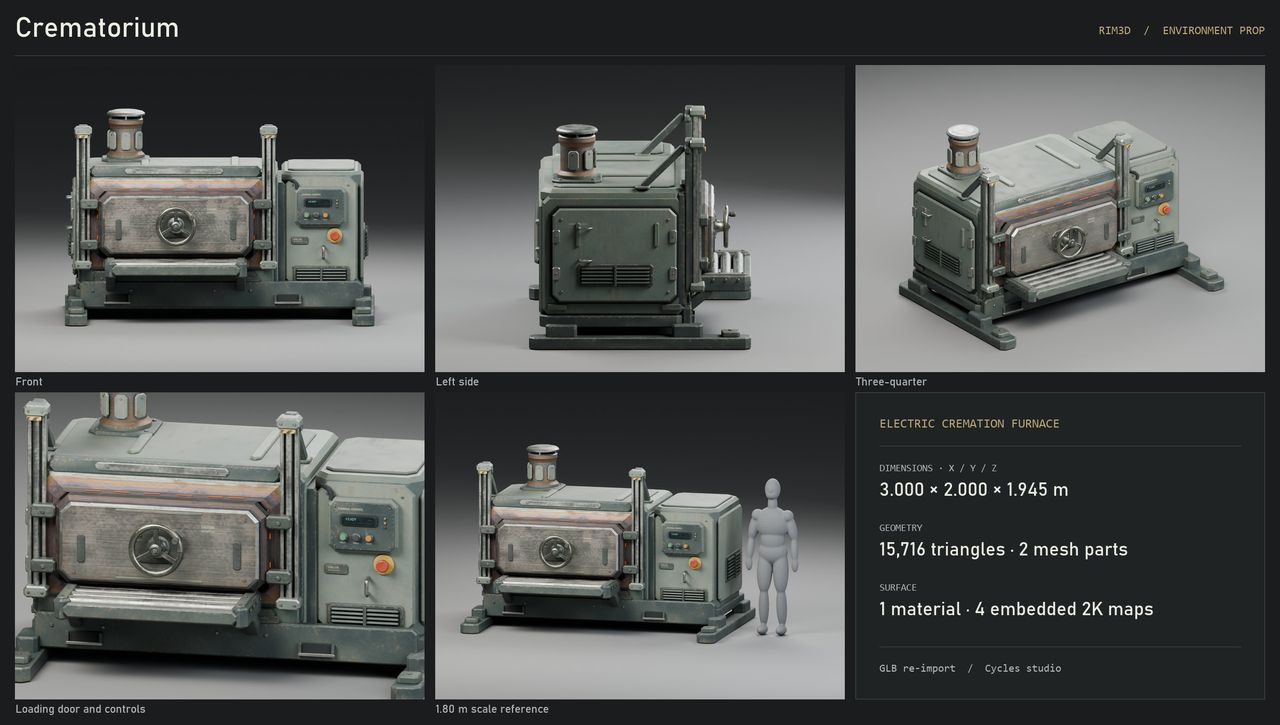 Crematorium
RIM3D / ENVIRONMENT PROP
Front
Left side
Three-quarter
READY
Loading door and controls
1.80 m scale reference
ELECTRIC CREMATION FURNACE
DIMENSIONS · X / Y / Z
3.000 × 2.000 × 1.945 m
GEOMETRY
15,716 triangles · 2 mesh parts
SURFACE
1 material · 4 embedded 2K maps
GLB re-import / Cycles studio